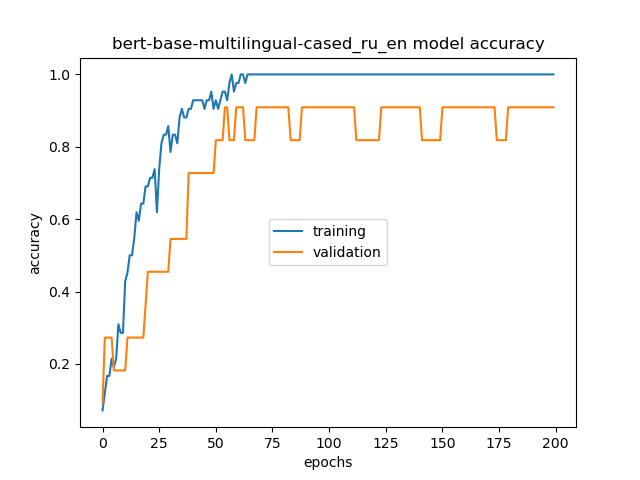 bert-base-multilingual-cased_ru_en model accuracy
1.0
0.8
0.6
0.4
0.2
accuracy
training
validation
0 25 50 75 100 125 150 175 200
epochs